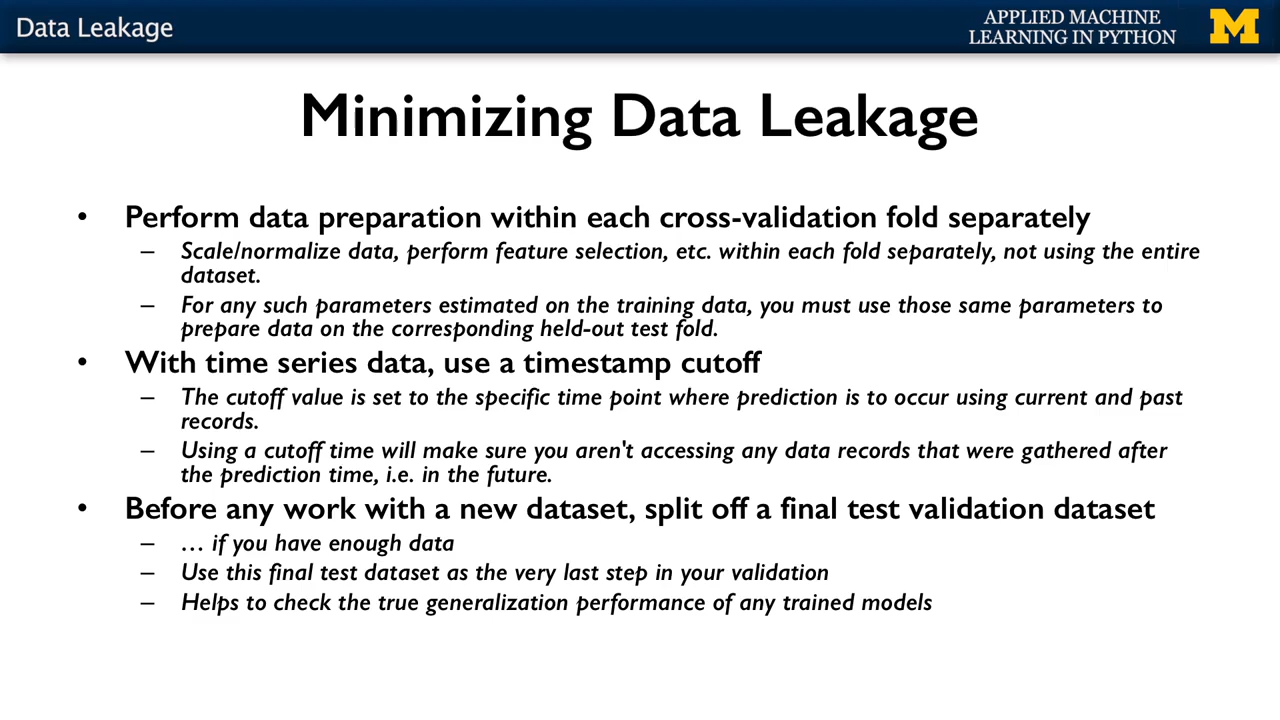 Data Leakage
APPLIED MACHINE
LEARNING IN PYTHON
M
Minimizing Data Leakage
• Perform data preparation within each cross-validation fold separately
– Scale/normalize data, perform feature selection, etc. within each fold separately, not using the entire
dataset.
– For any such parameters estimated on the training data, you must use those same parameters to
prepare data on the corresponding held-out test fold.
• With time series data, use a timestamp cutoff
– The cutoff value is set to the specific time point where prediction is to occur using current and past
records.
– Using a cutoff time will make sure you aren't accessing any data records that were gathered after
the prediction time, i.e. in the future.
• Before any work with a new dataset, split off a final test validation dataset
– … if you have enough data
– Use this final test dataset as the very last step in your validation
– Helps to check the true generalization performance of any trained models